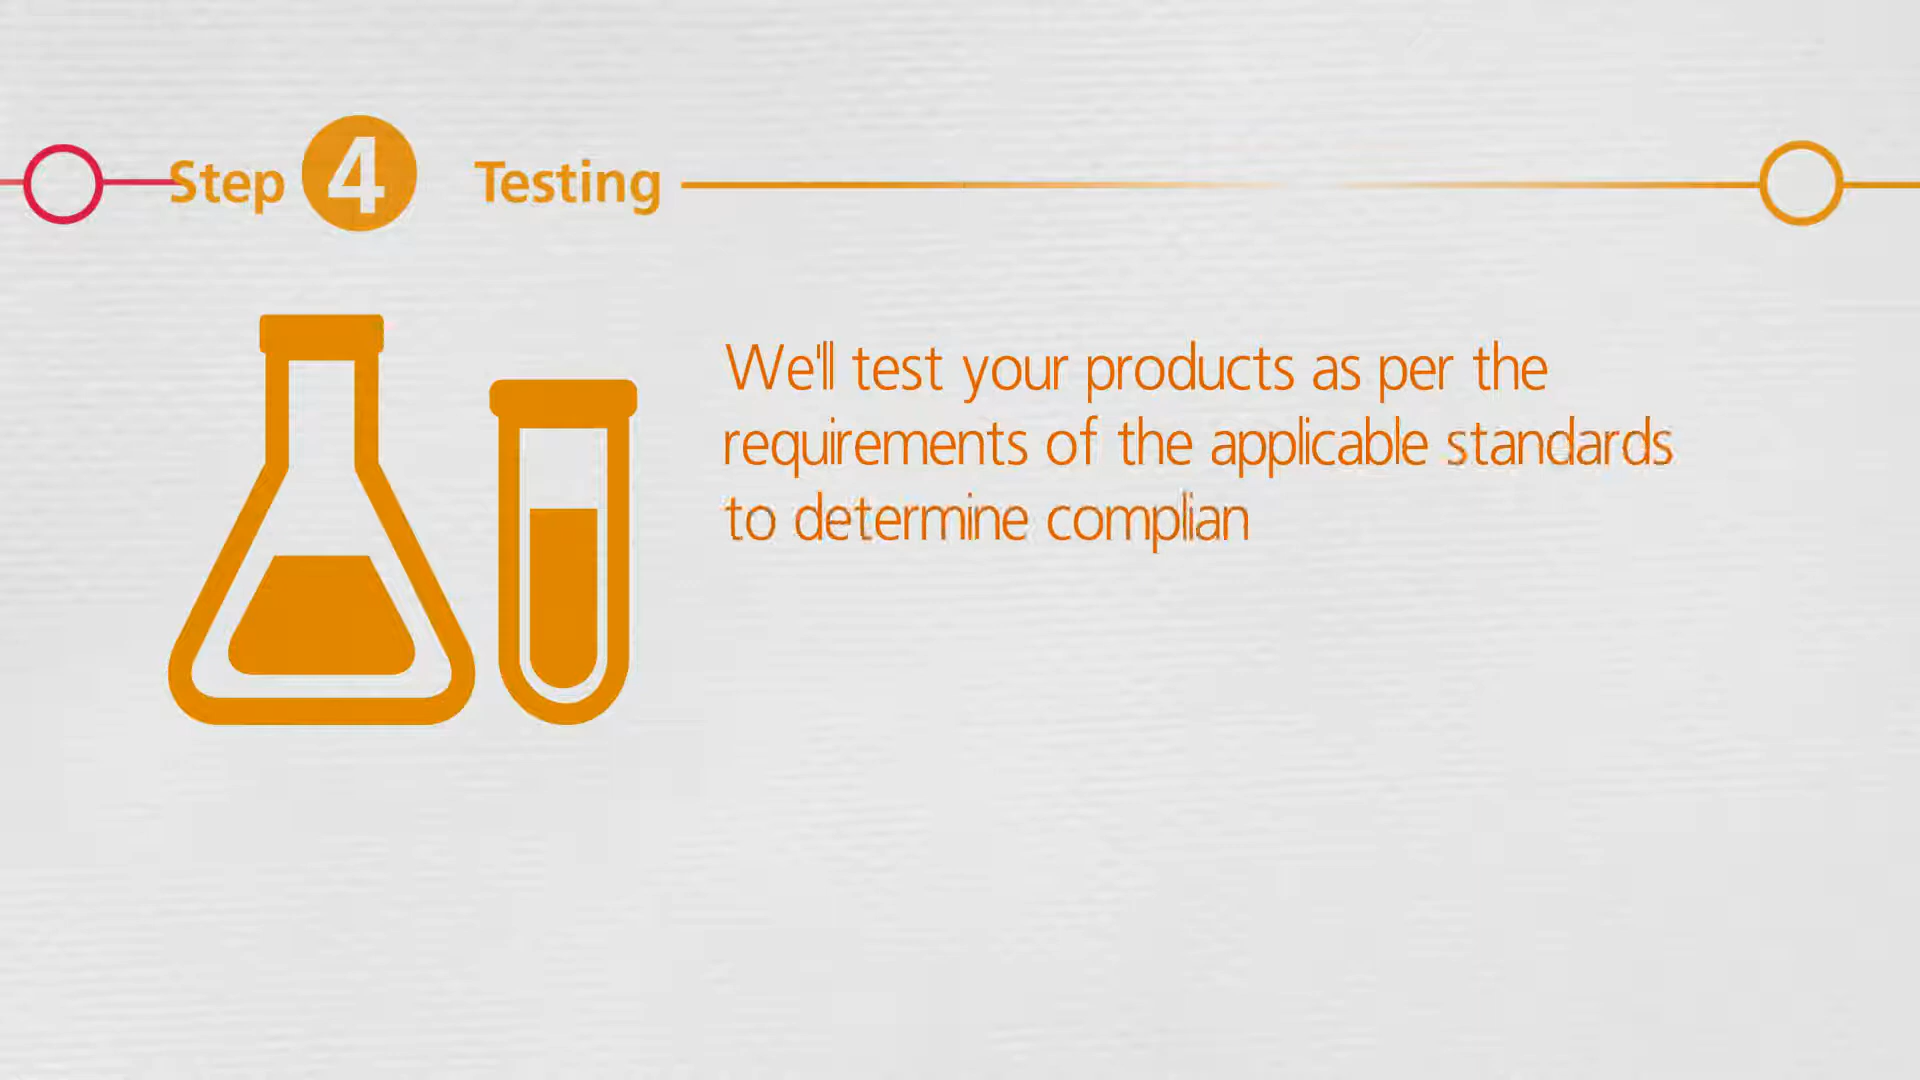 Step 4 Testing
We'll test your products as per the
requirements of the applicable standards
to determine complian